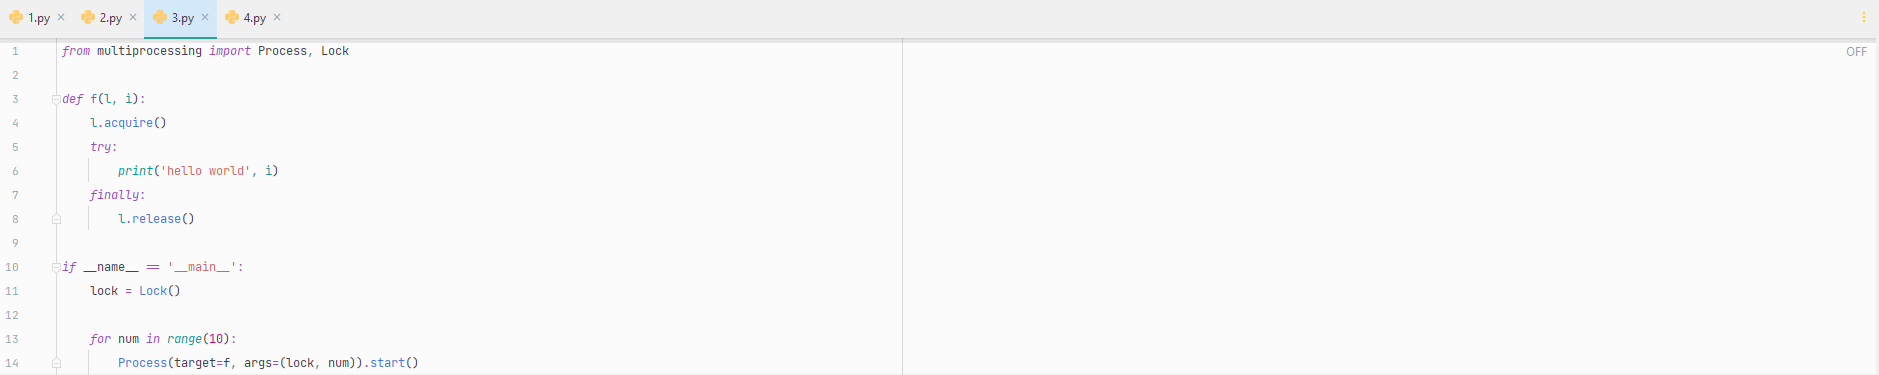 1.py 2.py 3.py 4.py
OFF
1 from multiprocessing import Process, Lock
2
3 def f(l, i):
4     l.acquire()
5     try:
6         print('hello world', i)
7     finally:
8         l.release()
9
10 if __name__ == '__main__':
11     lock = Lock()
12
13     for num in range(10):
14         Process(target=f, args=(lock, num)).start()